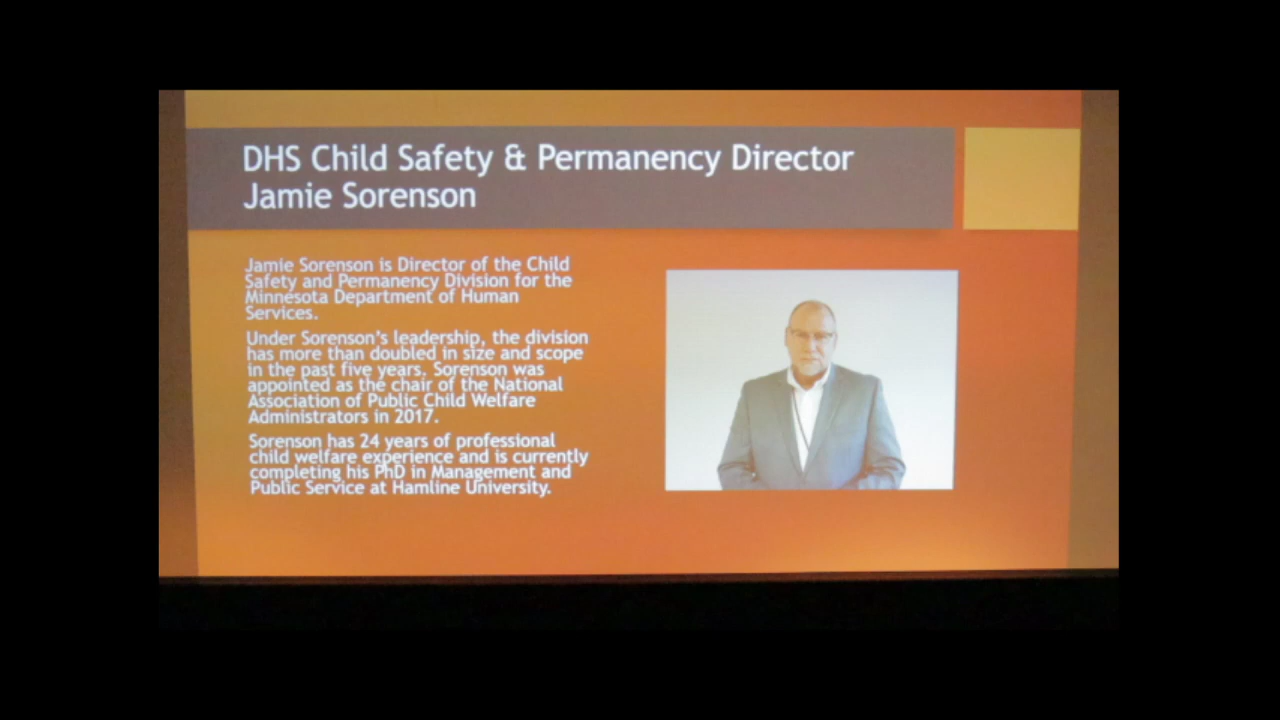 DHS Child Safety & Permanency Director
Jamie Sorenson
Jamie Sorenson is Director of the Child
Safety and Permanency Division for the
Minnesota Department of Human
Services.
Under Sorenson's leadership, the division
has more than doubled in size and scope
in the past five years. Sorenson was
appointed as the chair of the National
Association of Public Child Welfare
Administrators in 2017.
Sorenson has 24 years of professional
child welfare experience and is currently
completing his PhD in Management and
Public Service at Hamline University.